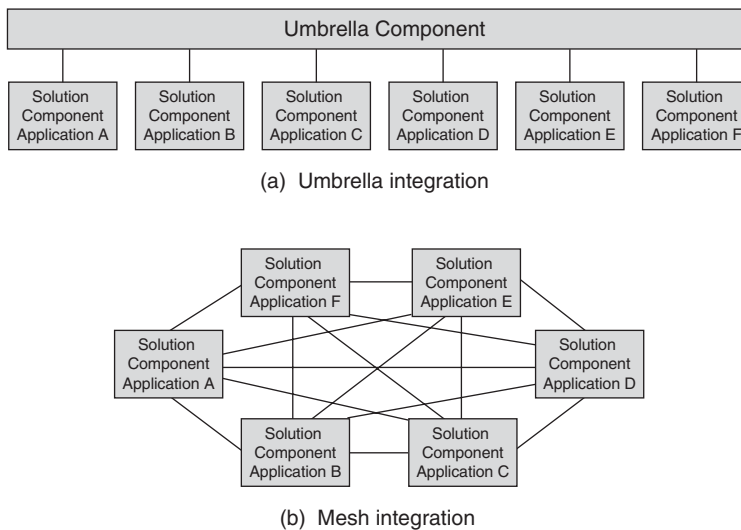 Umbrella Component
Solution
Component
Application A
Solution
Component
Application B
Solution
Component
Application C
Solution
Component
Application D
Solution
Component
Application E
Solution
Component
Application F
(a) Umbrella integration
Solution
Component
Application F
Solution
Component
Application E
Solution
Component
Application A
Solution
Component
Application D
Solution
Component
Application B
Solution
Component
Application C
(b) Mesh integration